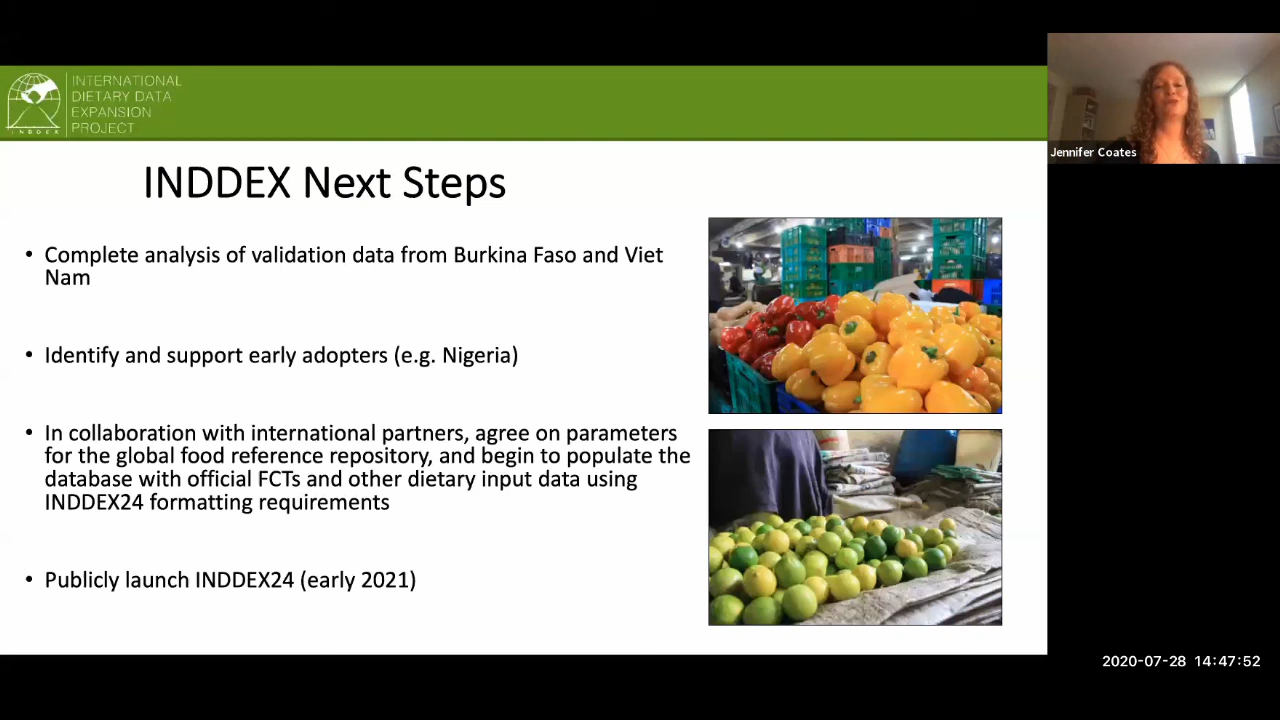 INTERNATIONAL
DIETARY DATA
EXPANSION
PROJECT
INDDEX
INDDEX Next Steps
• Complete analysis of validation data from Burkina Faso and Viet
Nam
• Identify and support early adopters (e.g. Nigeria)
• In collaboration with international partners, agree on parameters
for the global food reference repository, and begin to populate the
database with official FCTs and other dietary input data using
INDDEX24 formatting requirements
• Publicly launch INDDEX24 (early 2021)
Jennifer Coates
2020-07-28 14:47:52